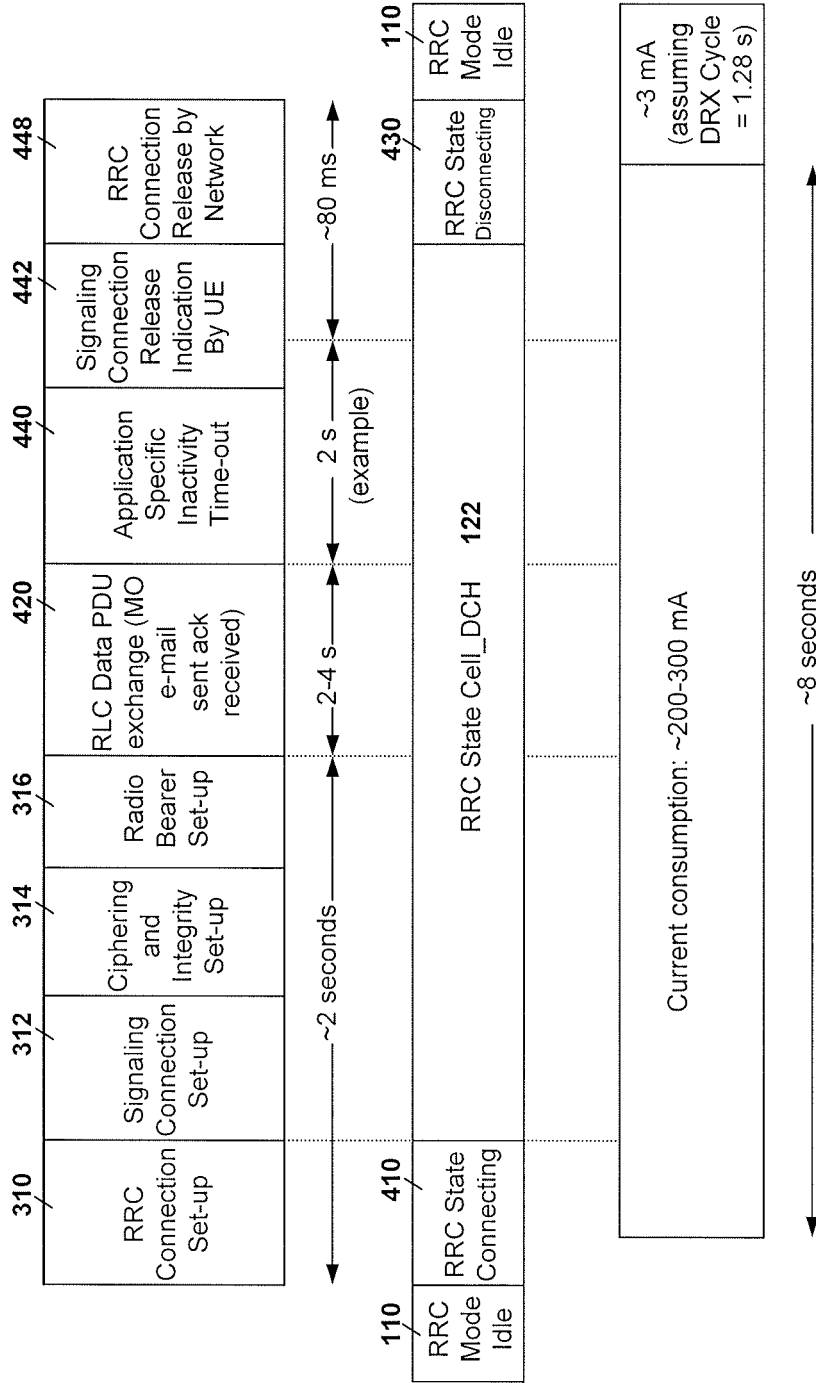 310
RRC
Connection
Set-up
312
Signaling
Connection
Set-up
314
Ciphering
and
Integrity
Set-up
316
Radio
Bearer
Set-up
420
RLC Data PDU
exchange (MO
e-mail
sent ack
received)
440
Application
Specific
Inactivity
Time-out
442
Signaling
Connection
Release
Indication
By UE
448
RRC
Connection
Release by
Network
~2 seconds
2-4 s
2 s
(example)
~80 ms
110
RRC
Mode
Idle
410
RRC State
Connecting
RRC State Cell_DCH 122
430
RRC State
Disconnecting
110
RRC
Mode
Idle
Current consumption: ~200-300 mA
~3 mA
(assuming
DRX Cycle
= 1.28 s)
~8 seconds